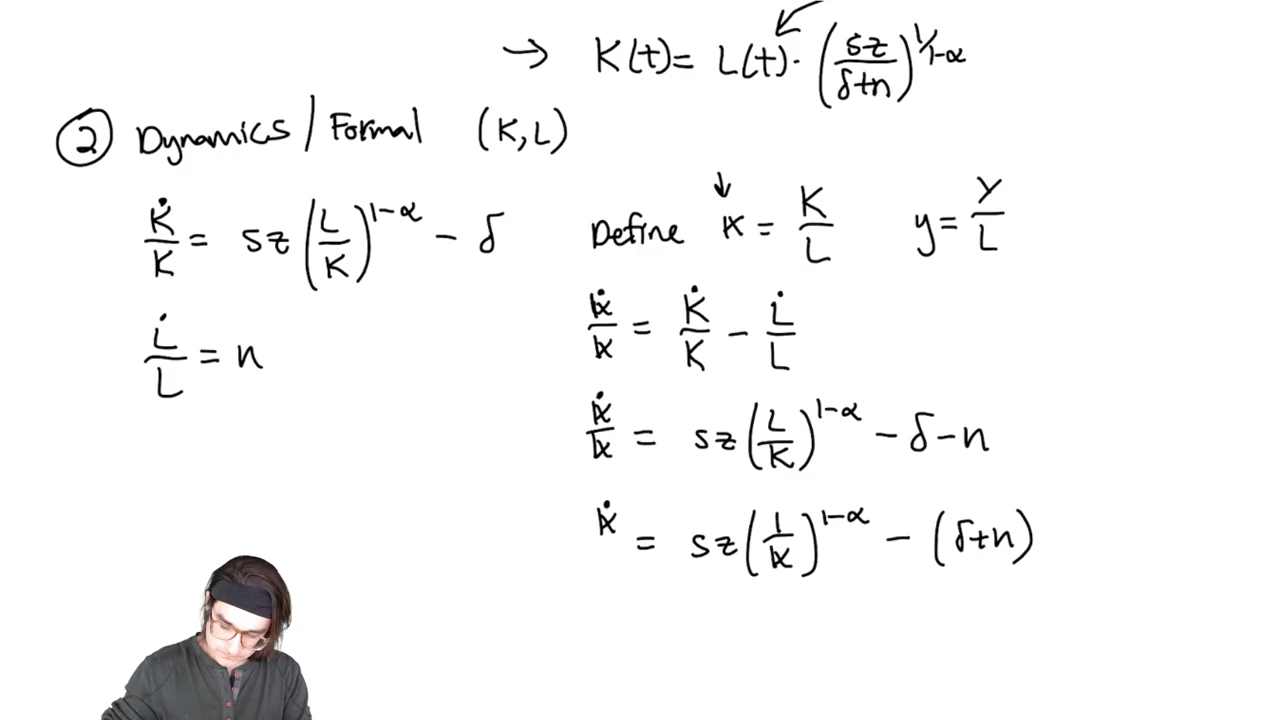 → K(t) = L(t) · (sz/(δ+n))^(1/1-α)
② Dynamics / Formal (K, L)
K̇/K = sz (L/K)^(1-α) - δ
L̇/L = n
Define k = K/L y = Y/L
k̇/k = K̇/K - L̇/L
k̇/k = sz (L/K)^(1-α) - δ - n
k̇ = sz (1/k)^(1-α) - (δ+n)